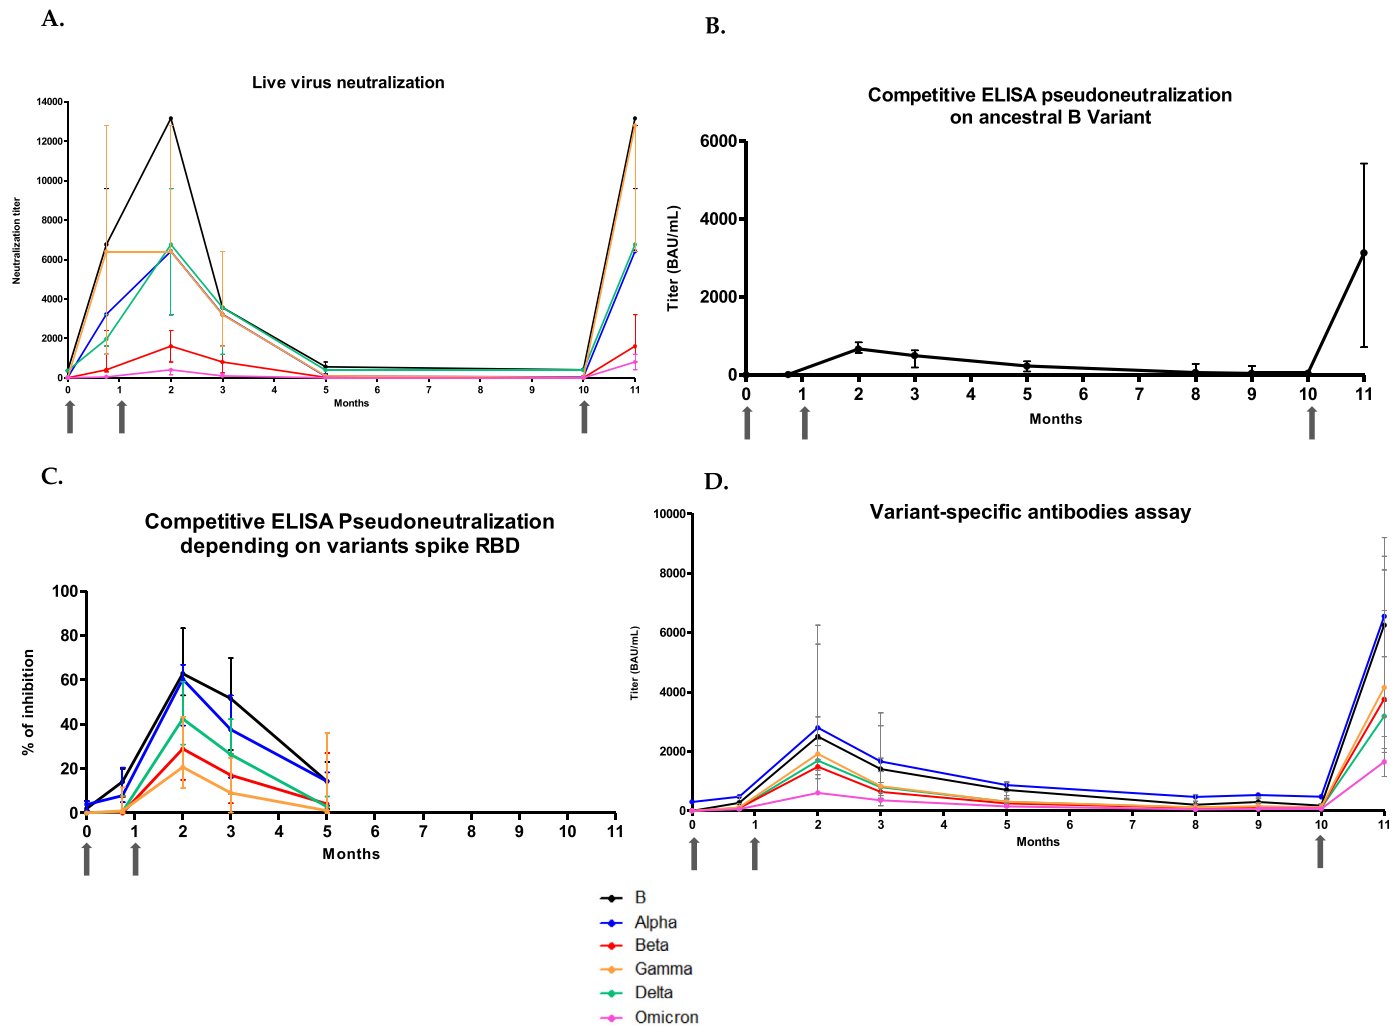 A.
Live virus neutralization
Neutralization titer
14000
12000
10000
8000
6000
4000
2000
0
0 1 2 3 4 5 6 7 8 9 10 11
Months
B.
Competitive ELISA pseudoneutralization
on ancestral B Variant
Titer (BAU/mL)
6000
4000
2000
0
0 1 2 3 4 5 6 7 8 9 10 11
Months
C.
Competitive ELISA Pseudoneutralization
depending on variants spike RBD
% of inhibition
100
80
60
40
20
0
0 1 2 3 4 5 6 7 8 9 10 11
Months
D.
Variant-specific antibodies assay
Titer (BAU/mL)
10000
8000
6000
4000
2000
0
0 1 2 3 4 5 6 7 8 9 10 11
Months
B
Alpha
Beta
Gamma
Delta
Omicron